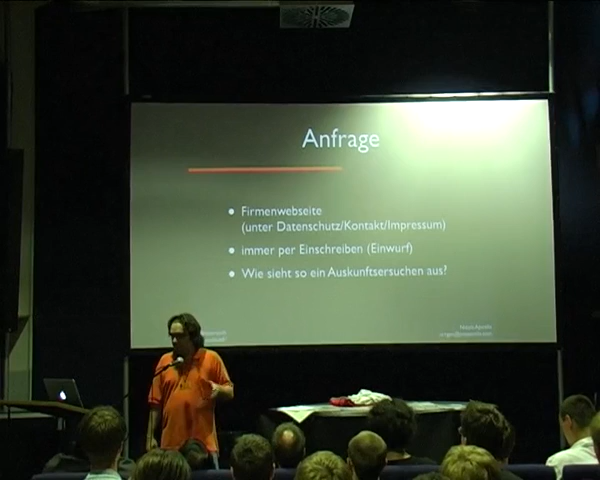 Anfrage
• Firmenwebseite
(unter Datenschutz/Kontakt/Impressum)
• immer per Einschreiben (Einwurf)
• Wie sieht so ein Auskunftsersuchen aus?